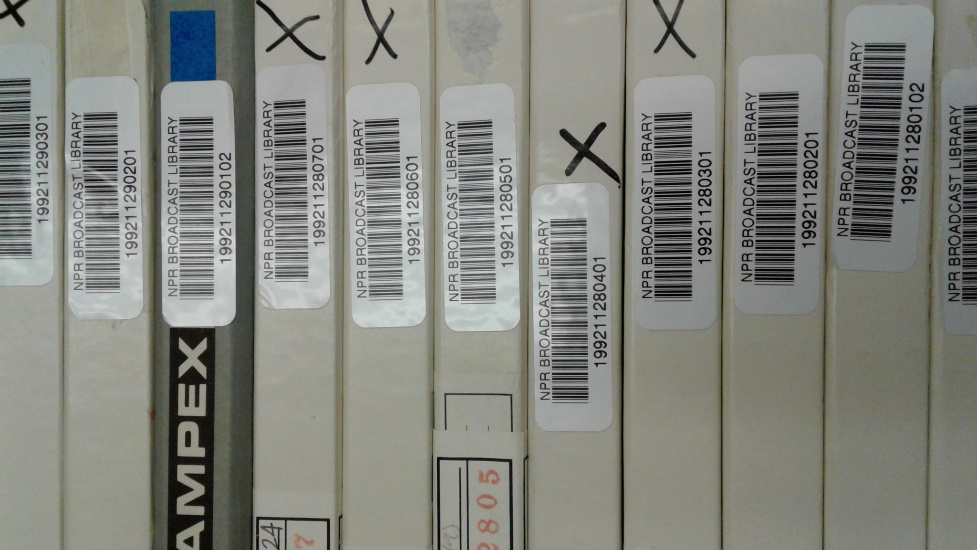 X
199211290301
NPR BROADCAST LIBRARY
199211290201
NPR BROADCAST LIBRARY
199211290102
AMPEX
X
NPR BROADCAST LIBRARY
199211280701
24
7
X
NPR BROADCAST LIBRARY
199211280601
NPR BROADCAST LIBRARY
199211280501
2805
X
NPR BROADCAST LIBRARY
199211280401
X
NPR BROADCAST LIBRARY
199211280301
NPR BROADCAST LIBRARY
199211280201
NPR BROADCAST LIBRARY
199211280102
NPR BROADCAST LIBRARY